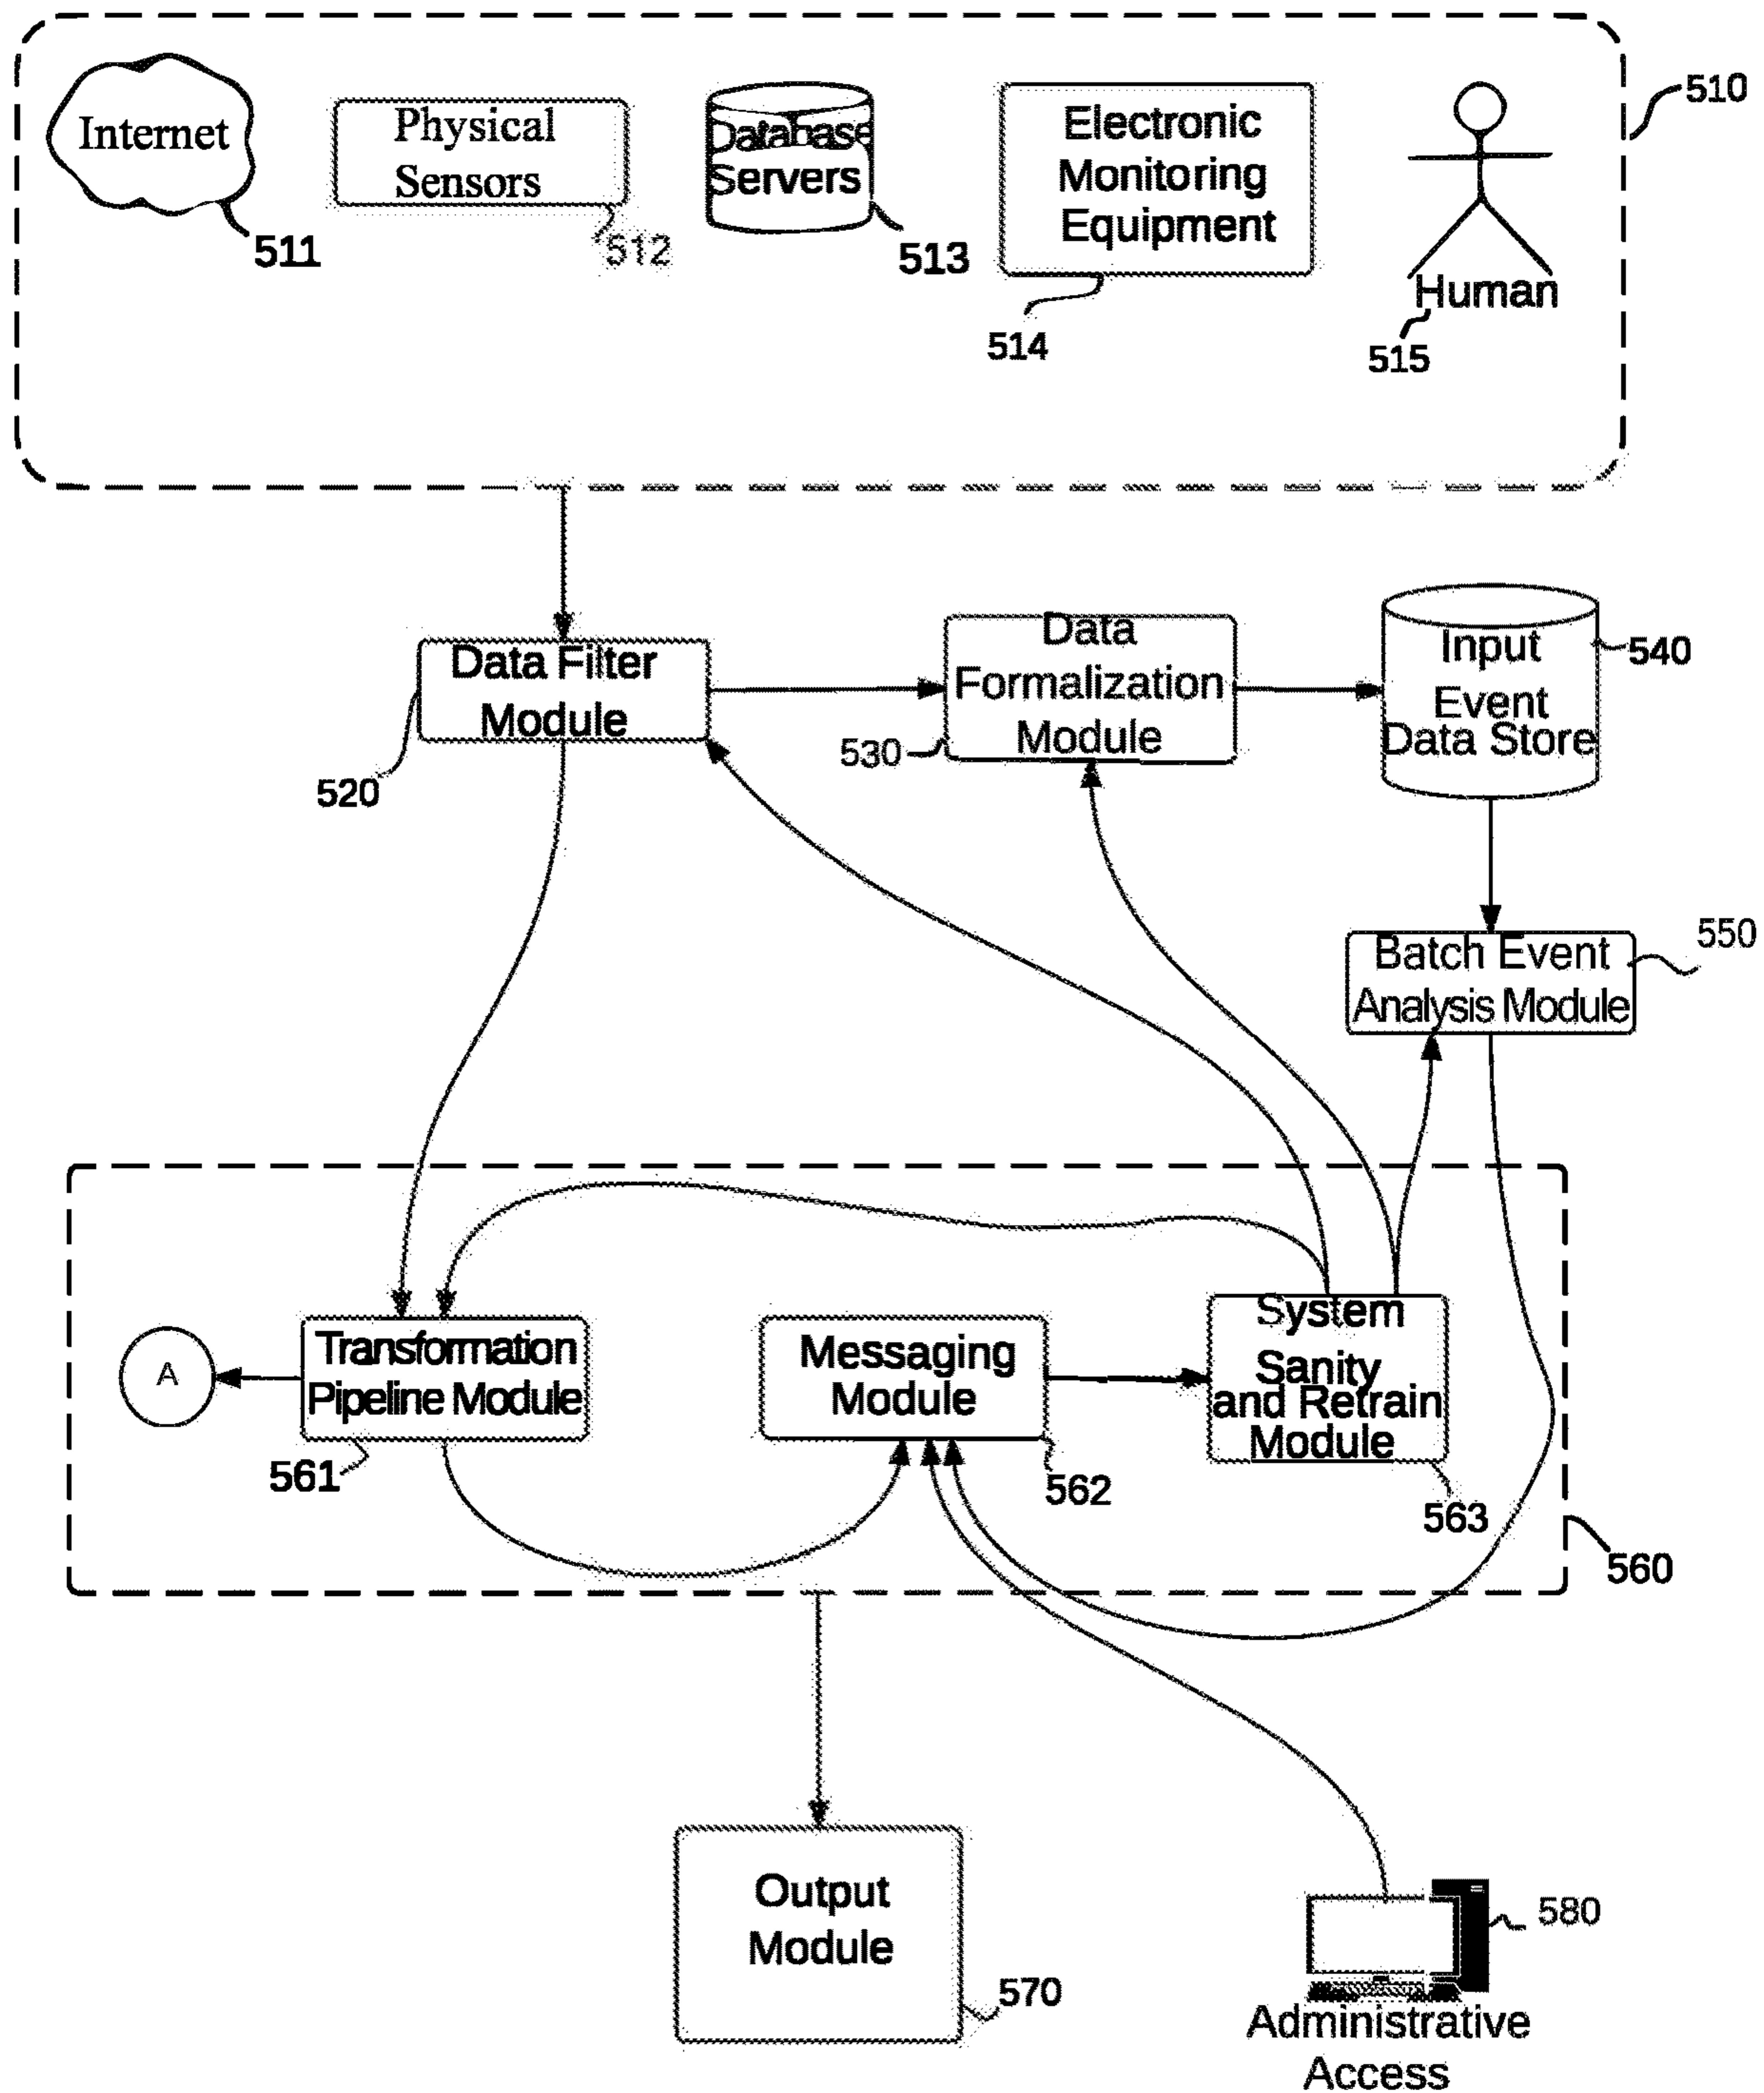 510
Internet
511
Physical
Sensors
512
Database
Servers
513
Electronic
Monitoring
Equipment
514
Human
515
Data Filter
Module
520
Data
Formalization
Module
530
Input
Event
Data Store
540
Batch Event
Analysis Module
550
A
Transformation
Pipeline Module
561
Messaging
Module
562
System
Sanity
and Retrain
Module
563
560
Output
Module
570
580
Administrative
Access